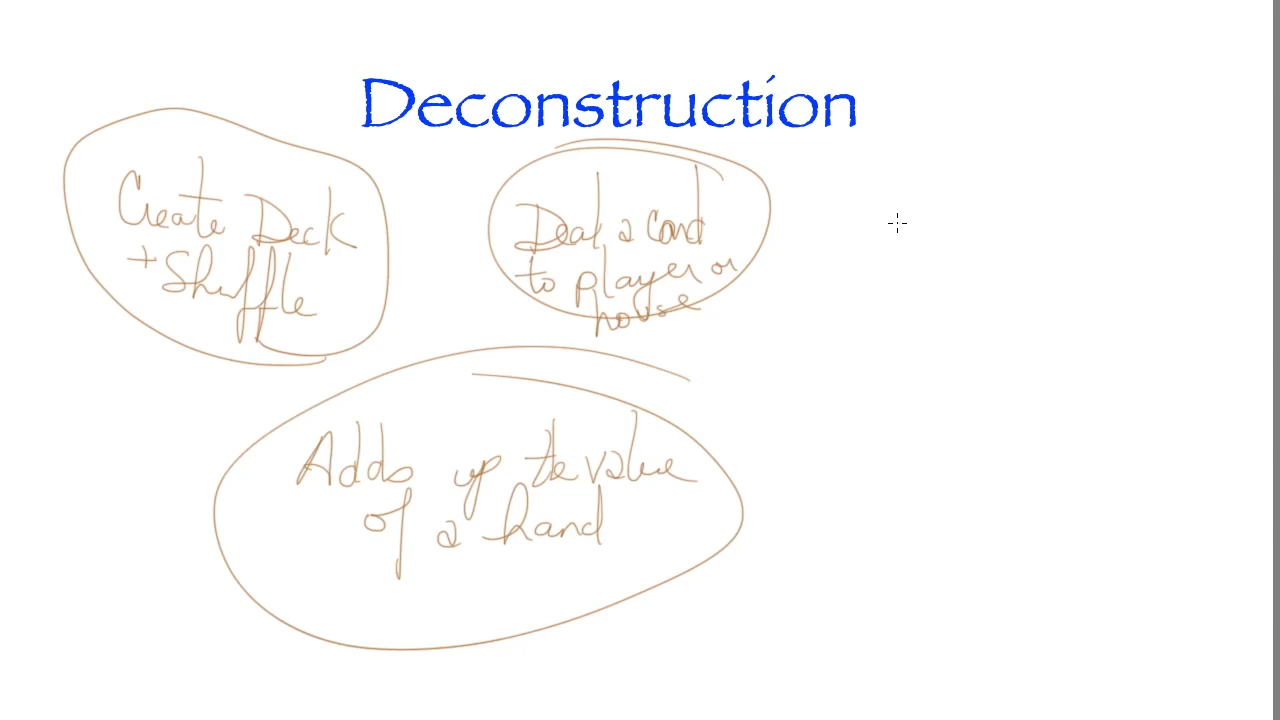 Deconstruction
Create Deck
+ Shuffle
Deal a card
to player or
house
Adds up the value
of a hand